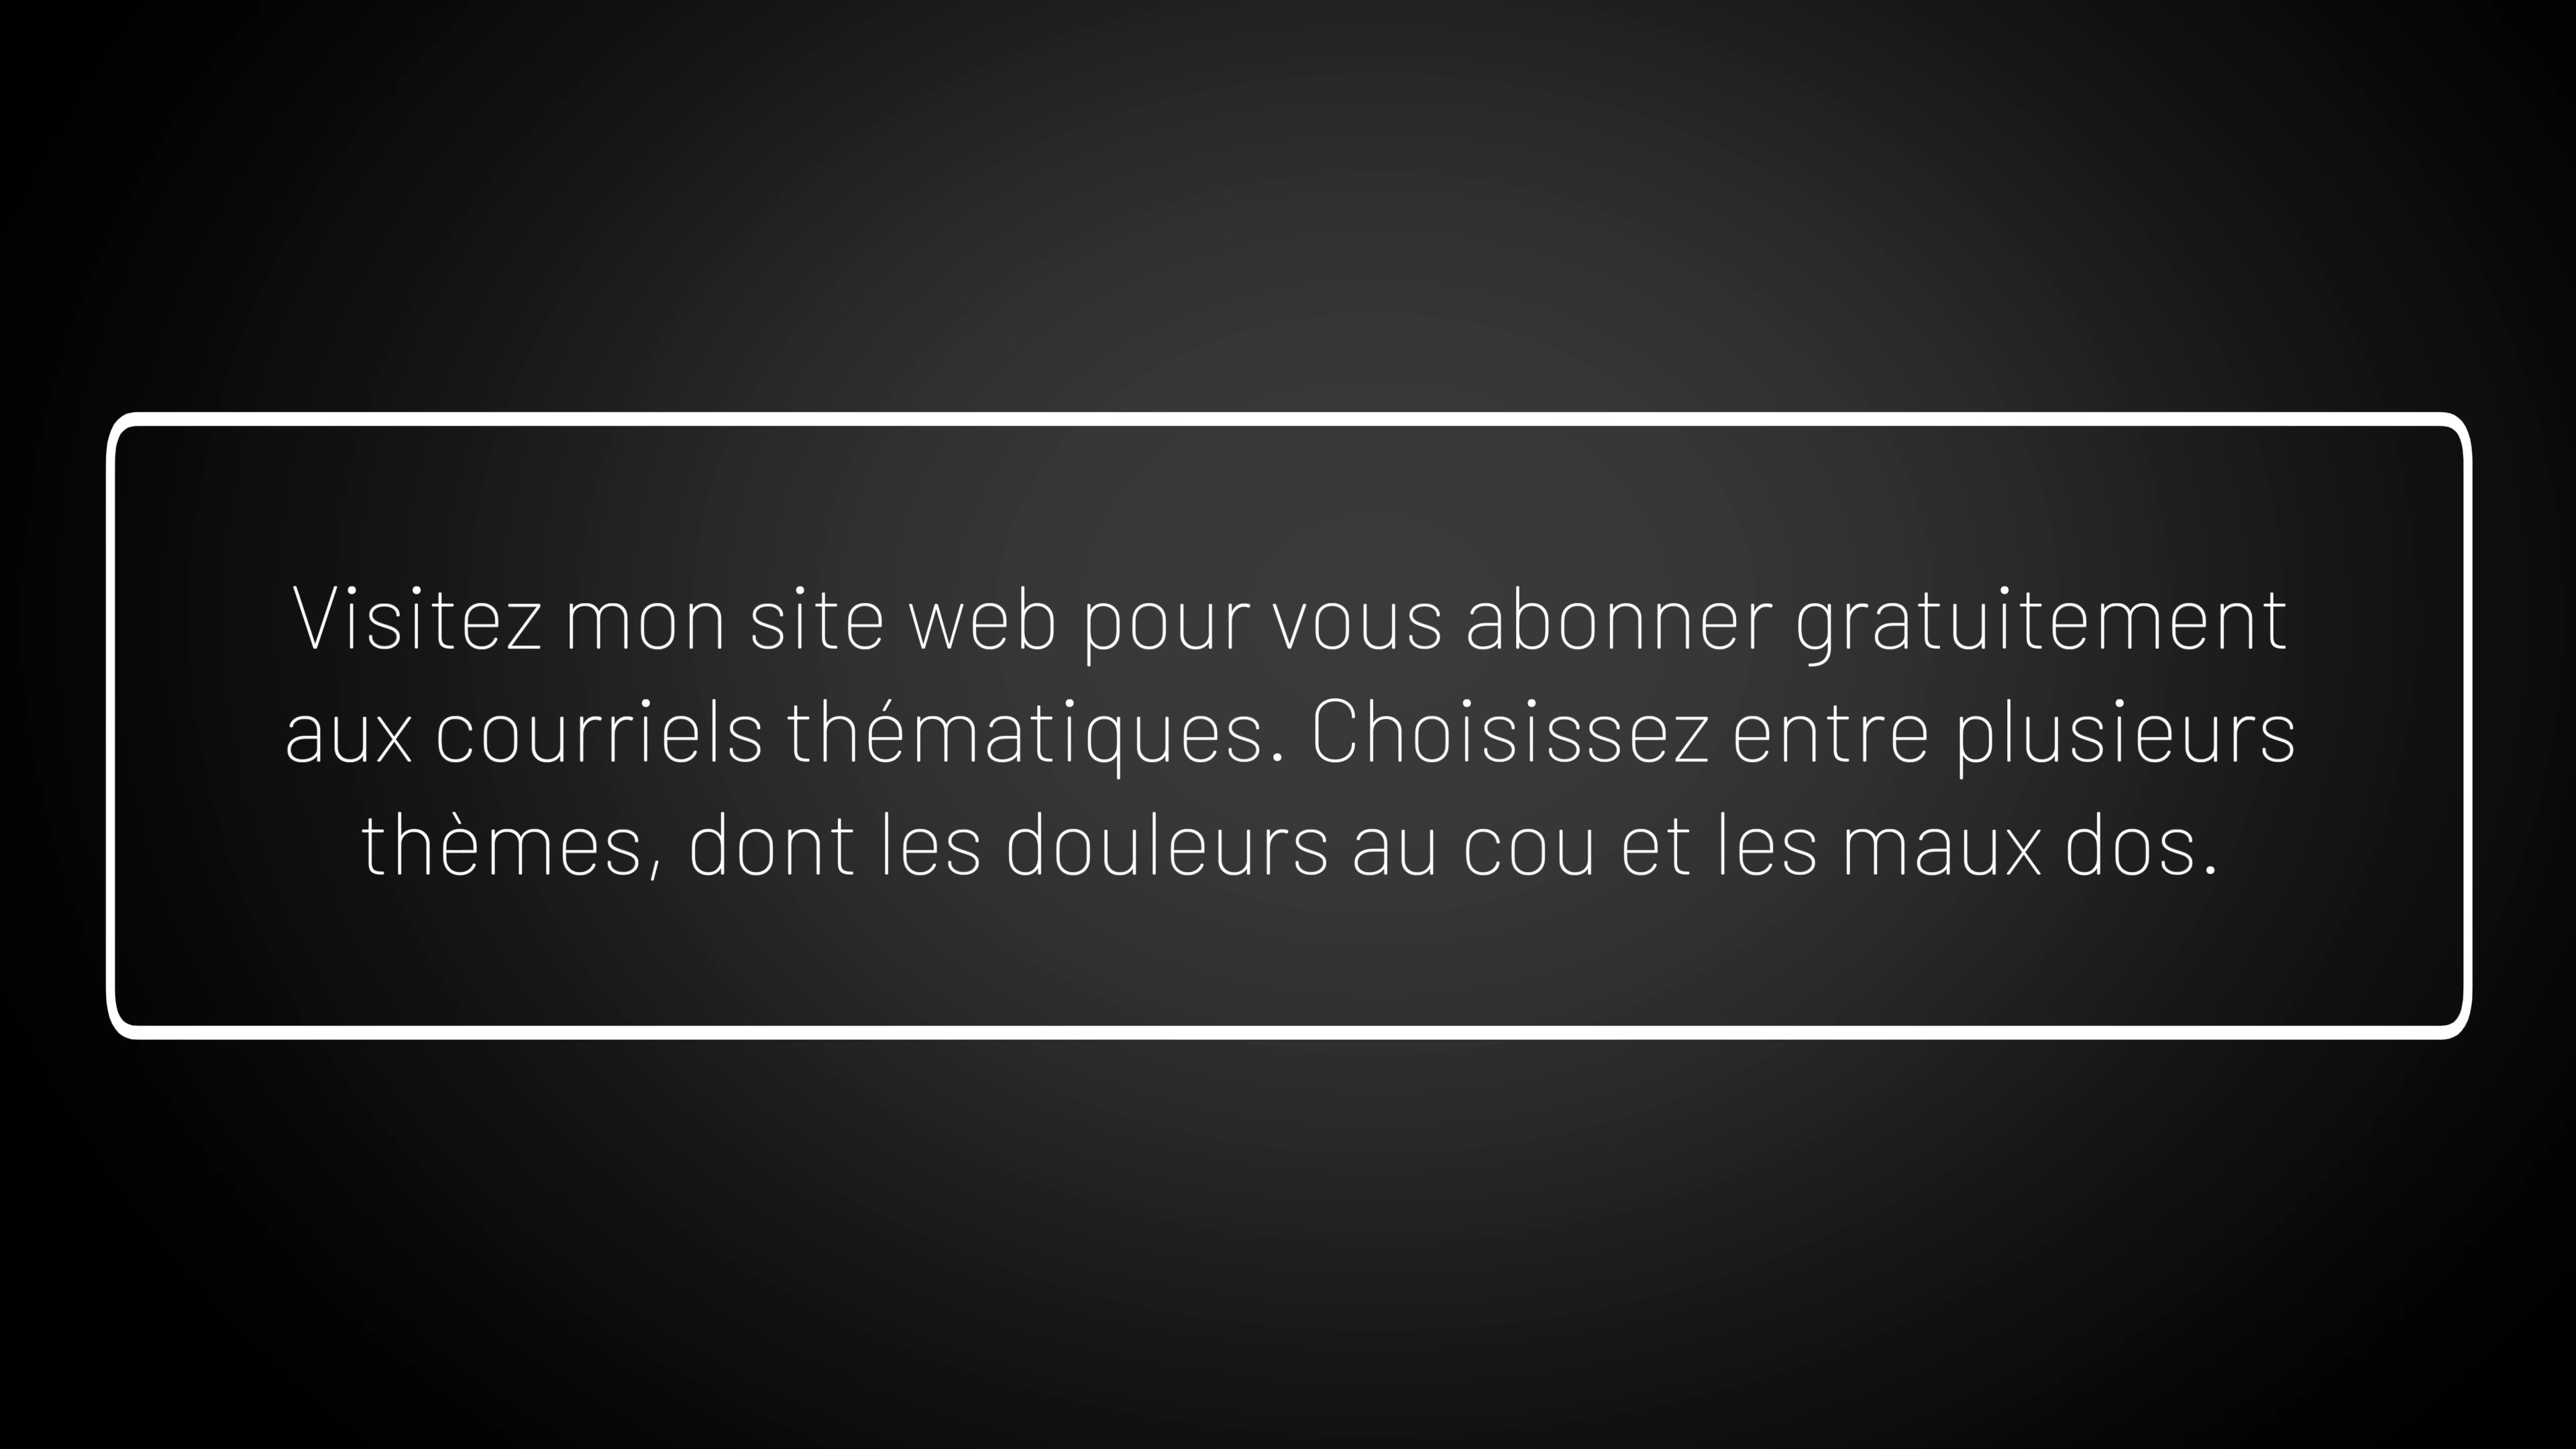 Visitez mon site web pour vous abonner gratuitement
aux courriels thématiques. Choisissez entre plusieurs
thèmes, dont les douleurs au cou et les maux dos.